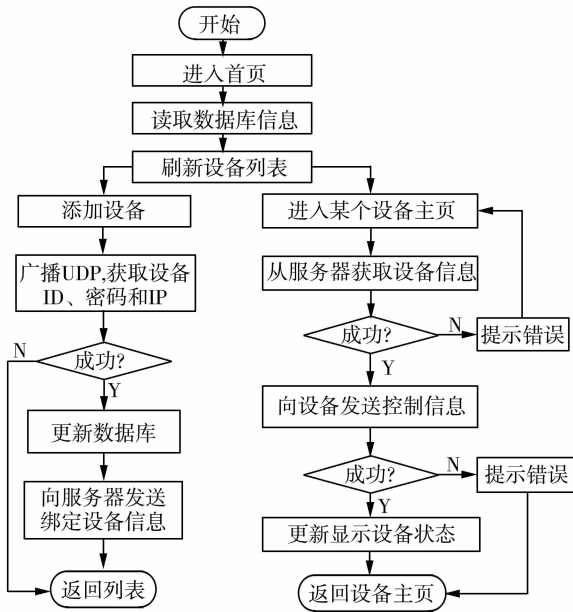 开始
进入首页
读取数据库信息
刷新设备列表
添加设备
广播UDP,获取设备
ID、密码和IP
成功?
N
Y
更新数据库
向服务器发送
绑定设备信息
返回列表
进入某个设备主页
从服务器获取设备信息
成功?
N
提示错误
Y
向设备发送控制信息
成功?
N
提示错误
Y
更新显示设备状态
返回设备主页